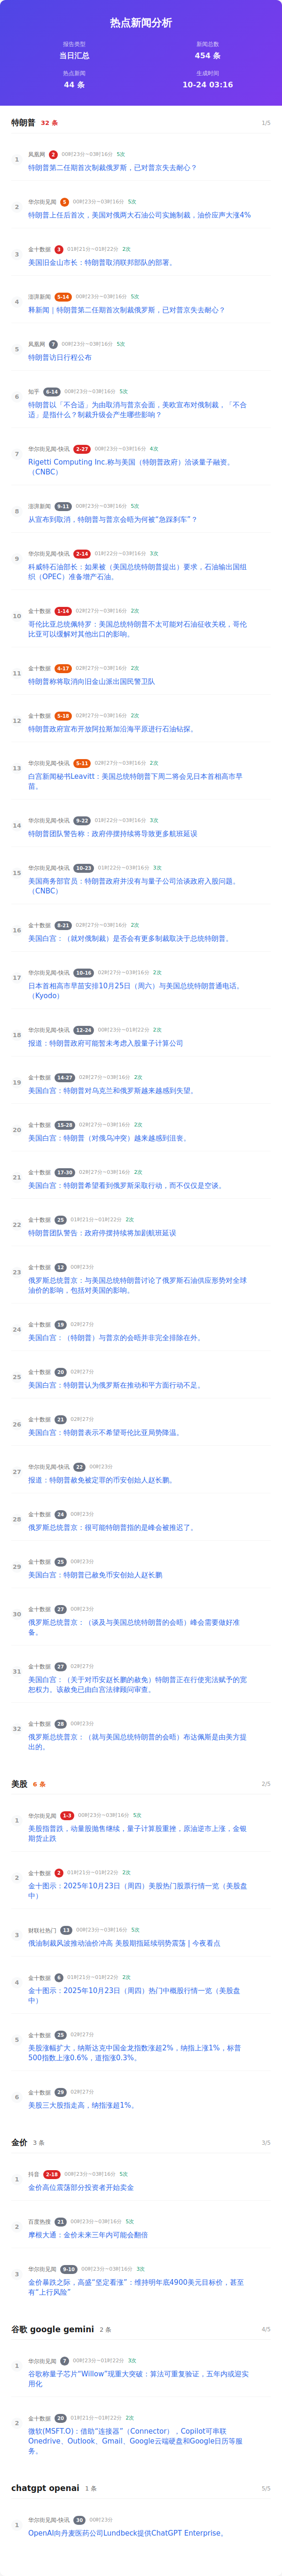 热点新闻分析
报告类型
当日汇总
新闻总数
454 条
热点新闻
44 条
生成时间
10-24 03:16
特朗普 32 条 1/5
1
凤凰网 2 00时23分~03时16分 5次
特朗普第二任期首次制裁俄罗斯，已对普京失去耐心？
2
华尔街见闻 5 00时23分~03时16分 5次
特朗普上任后首次，美国对俄两大石油公司实施制裁，油价应声大涨4%
3
金十数据 3 01时21分~01时22分 2次
美国旧金山市长：特朗普取消联邦部队的部署。
4
澎湃新闻 5-14 00时23分~03时16分 5次
释新闻｜特朗普第二任期首次制裁俄罗斯，已对普京失去耐心？
5
凤凰网 7 00时23分~03时16分 5次
特朗普访日行程公布
6
知乎 6-14 00时23分~03时16分 5次
特朗普以「不合适」为由取消与普京会面，美欧宣布对俄制裁，「不合
适」是指什么？制裁升级会产生哪些影响？
7
华尔街见闻-快讯 2-27 00时23分~03时16分 4次
Rigetti Computing Inc.称与美国（特朗普政府）洽谈量子融资。
（CNBC）
8
澎湃新闻 9-11 00时23分~03时16分 5次
从宣布到取消，特朗普与普京会晤为何被“急踩刹车”？
9
华尔街见闻-快讯 2-14 01时22分~03时16分 3次
科威特石油部长：如果被（美国总统特朗普提出）要求，石油输出国组
织（OPEC）准备增产石油。
10
金十数据 1-14 02时27分~03时16分 2次
哥伦比亚总统佩特罗：美国总统特朗普不太可能对石油征收关税，哥伦
比亚可以缓解对其他出口的影响。
11
金十数据 4-17 02时27分~03时16分 2次
特朗普称将取消向旧金山派出国民警卫队
12
金十数据 5-18 02时27分~03时16分 2次
特朗普政府宣布开放阿拉斯加沿海平原进行石油钻探。
13
华尔街见闻-快讯 5-11 02时27分~03时16分 2次
白宫新闻秘书Leavitt：美国总统特朗普下周二将会见日本首相高市早
苗。
14
华尔街见闻-快讯 9-22 01时22分~03时16分 3次
特朗普团队警告称：政府停摆持续将导致更多航班延误
15
华尔街见闻-快讯 10-23 01时22分~03时16分 3次
美国商务部官员：特朗普政府并没有与量子公司洽谈政府入股问题。
（CNBC）
16
金十数据 8-21 02时27分~03时16分 2次
美国白宫：（就对俄制裁）是否会有更多制裁取决于总统特朗普。
17
华尔街见闻-快讯 10-16 02时27分~03时16分 2次
日本首相高市早苗安排10月25日（周六）与美国总统特朗普通电话。
（Kyodo）
18
华尔街见闻-快讯 12-24 00时23分~01时22分 2次
报道：特朗普政府可能暂未考虑入股量子计算公司
19
金十数据 14-27 02时27分~03时16分 2次
美国白宫：特朗普对乌克兰和俄罗斯越来越感到失望。
20
金十数据 15-28 02时27分~03时16分 2次
美国白宫：特朗普（对俄乌冲突）越来越感到沮丧。
21
金十数据 17-30 02时27分~03时16分 2次
美国白宫：特朗普希望看到俄罗斯采取行动，而不仅仅是空谈。
22
金十数据 25 01时21分~01时22分 2次
特朗普团队警告：政府停摆持续将加剧航班延误
23
金十数据 12 00时23分
俄罗斯总统普京：与美国总统特朗普讨论了俄罗斯石油供应形势对全球
油价的影响，包括对美国的影响。
24
金十数据 19 02时27分
美国白宫：（特朗普）与普京的会晤并非完全排除在外。
25
金十数据 20 02时27分
美国白宫：特朗普认为俄罗斯在推动和平方面行动不足。
26
金十数据 21 02时27分
美国白宫：特朗普表示不希望哥伦比亚局势降温。
27
华尔街见闻-快讯 22 00时23分
报道：特朗普赦免被定罪的币安创始人赵长鹏。
28
金十数据 24 00时23分
俄罗斯总统普京：很可能特朗普指的是峰会被推迟了。
29
金十数据 25 00时23分
美国白宫：特朗普已赦免币安创始人赵长鹏
30
金十数据 27 00时23分
俄罗斯总统普京：（谈及与美国总统特朗普的会晤）峰会需要做好准
备。
31
金十数据 27 02时27分
美国白宫：（关于对币安赵长鹏的赦免）特朗普正在行使宪法赋予的宽
恕权力。该赦免已由白宫法律顾问审查。
32
金十数据 28 00时23分
俄罗斯总统普京：（就与美国总统特朗普的会晤）布达佩斯是由美方提
出的。
美股 6 条 2/5
1
华尔街见闻 1-3 00时23分~03时16分 5次
美股指普跌，动量股抛售继续，量子计算股重挫，原油逆市上涨，金银
期货止跌
2
金十数据 2 01时21分~01时22分 2次
金十图示：2025年10月23日（周四）美股热门股票行情一览（美股盘
中）
3
财联社热门 13 00时23分~03时16分 5次
俄油制裁风波推动油价冲高 美股期指延续弱势震荡 | 今夜看点
4
金十数据 6 01时21分~01时22分 2次
金十图示：2025年10月23日（周四）热门中概股行情一览（美股盘
中）
5
金十数据 25 02时27分
美股涨幅扩大，纳斯达克中国金龙指数涨超2%，纳指上涨1%，标普
500指数上涨0.6%，道指涨0.3%。
6
金十数据 29 02时27分
美股三大股指走高，纳指涨超1%。
金价 3 条 3/5
1
抖音 2-18 00时23分~03时16分 5次
金价高位震荡部分投资者开始卖金
2
百度热搜 21 00时23分~03时16分 5次
摩根大通：金价未来三年内可能会翻倍
3
华尔街见闻 9-10 00时23分~03时16分 3次
金价暴跌之际，高盛“坚定看涨”：维持明年底4900美元目标价，甚至
有“上行风险”
谷歌 google gemini 2 条 4/5
1
华尔街见闻 7 00时23分~01时22分 3次
谷歌称量子芯片“Willow”现重大突破：算法可重复验证，五年内或迎实
用化
2
金十数据 20 01时21分~01时22分 2次
微软(MSFT.O)：借助“连接器”（Connector），Copilot可串联
Onedrive、Outlook、Gmail、Google云端硬盘和Google日历等服
务。
chatgpt openai 1 条 5/5
1
华尔街见闻-快讯 30 00时23分
OpenAI向丹麦医药公司Lundbeck提供ChatGPT Enterprise。